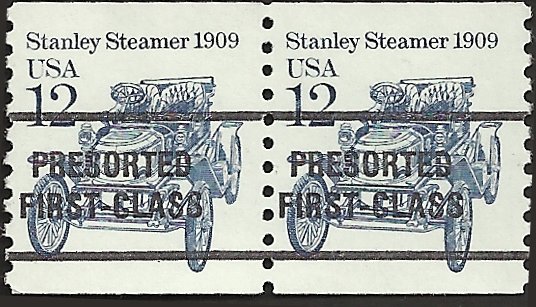 Stanley Steamer 1909
USA
12
PRESORTED
FIRST-CLASS
Stanley Steamer 1909
USA
12
PRESORTED
FIRST-CLASS